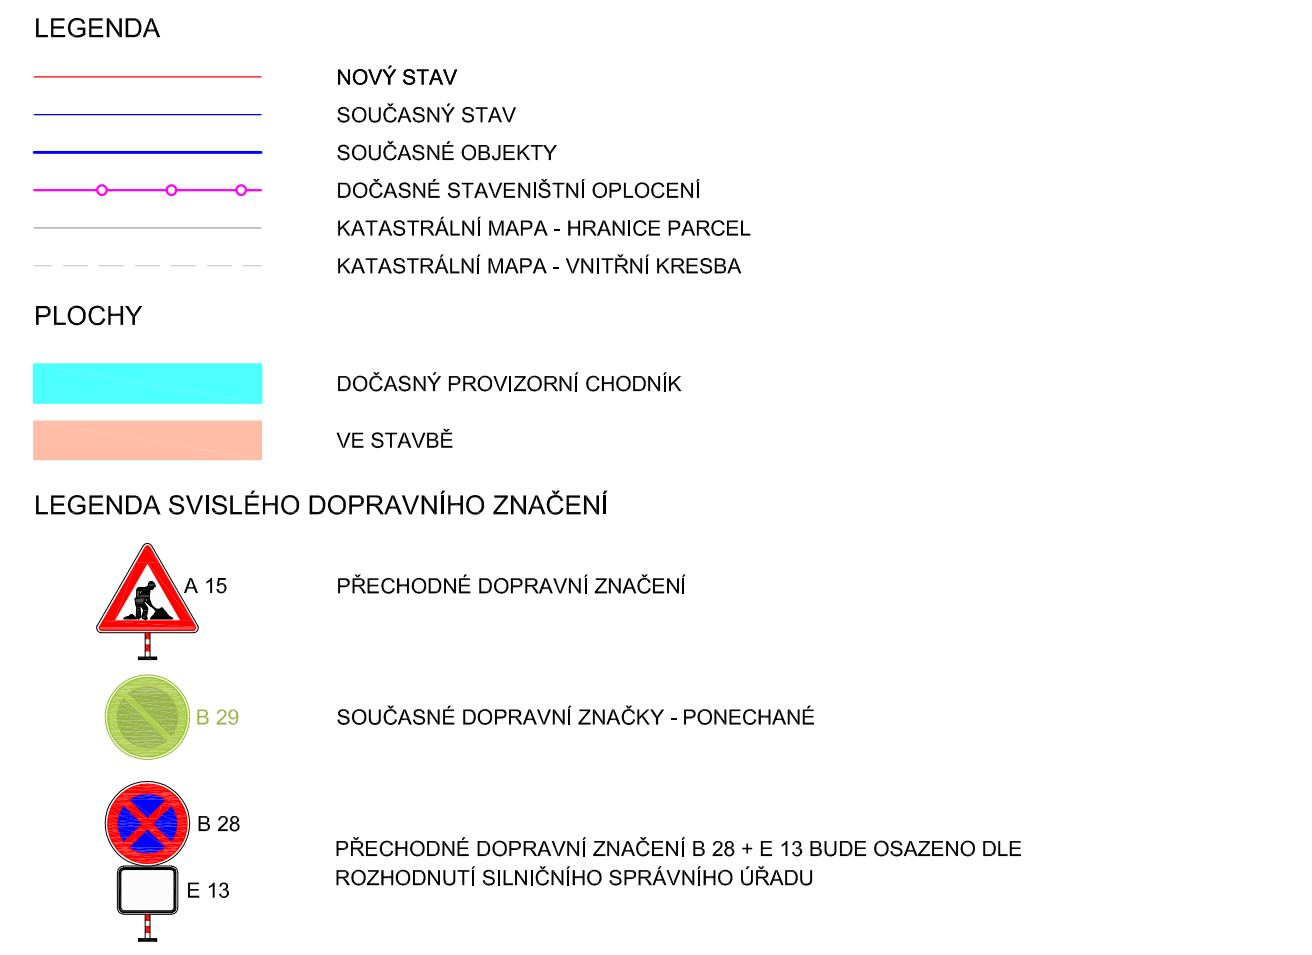 LEGENDA
NOVÝ STAV
SOUČASNÝ STAV
SOUČASNÉ OBJEKTY
DOČASNÉ STAVENIŠTNÍ OPLOCENÍ
KATASTRÁLNÍ MAPA - HRANICE PARCEL
KATASTRÁLNÍ MAPA - VNITŘNÍ KRESBA
PLOCHY
DOČASNÝ PROVIZORNÍ CHODNÍK
VE STAVBĚ
LEGENDA SVISLÉHO DOPRAVNÍHO ZNAČENÍ
A 15 PŘECHODNÉ DOPRAVNÍ ZNAČENÍ
B 29 SOUČASNÉ DOPRAVNÍ ZNAČKY - PONECHANÉ
B 28
PŘECHODNÉ DOPRAVNÍ ZNAČENÍ B 28 + E 13 BUDE OSAZENO DLE
ROZHODNUTÍ SILNIČNÍHO SPRÁVNÍHO ÚŘADU
E 13